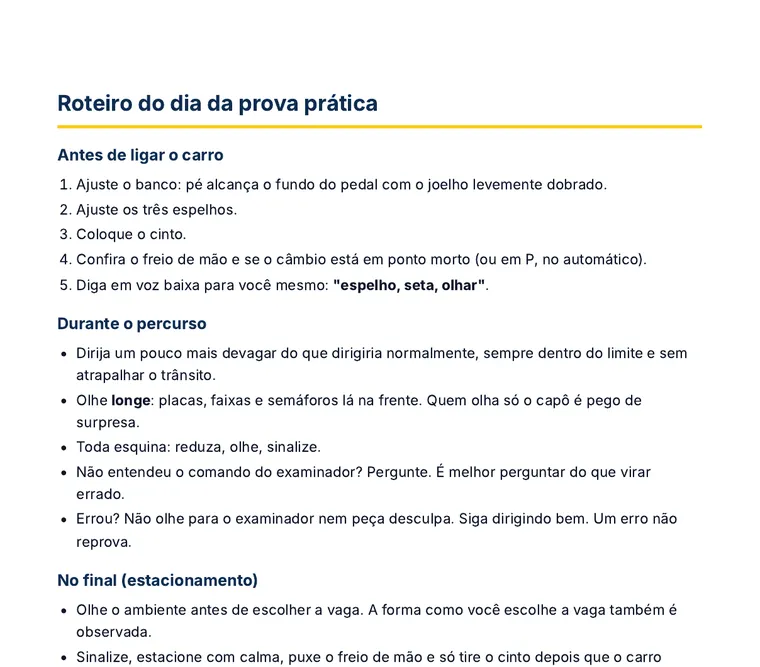 Roteiro do dia da prova prática
Antes de ligar o carro
1. Ajuste o banco: pé alcança o fundo do pedal com o joelho levemente dobrado.
2. Ajuste os três espelhos.
3. Coloque o cinto.
4. Confira o freio de mão e se o câmbio está em ponto morto (ou em P, no automático).
5. Diga em voz baixa para você mesmo: "espelho, seta, olhar".
Durante o percurso
• Dirija um pouco mais devagar do que dirigiria normalmente, sempre dentro do limite e sem
atrapalhar o trânsito.
• Olhe longe: placas, faixas e semáforos lá na frente. Quem olha só o capô é pego de
surpresa.
• Toda esquina: reduza, olhe, sinalize.
• Não entendeu o comando do examinador? Pergunte. É melhor perguntar do que virar
errado.
• Errou? Não olhe para o examinador nem peça desculpa. Siga dirigindo bem. Um erro não
reprova.
No final (estacionamento)
• Olhe o ambiente antes de escolher a vaga. A forma como você escolhe a vaga também é
observada.
• Sinalize, estacione com calma, puxe o freio de mão e só tire o cinto depois que o carro